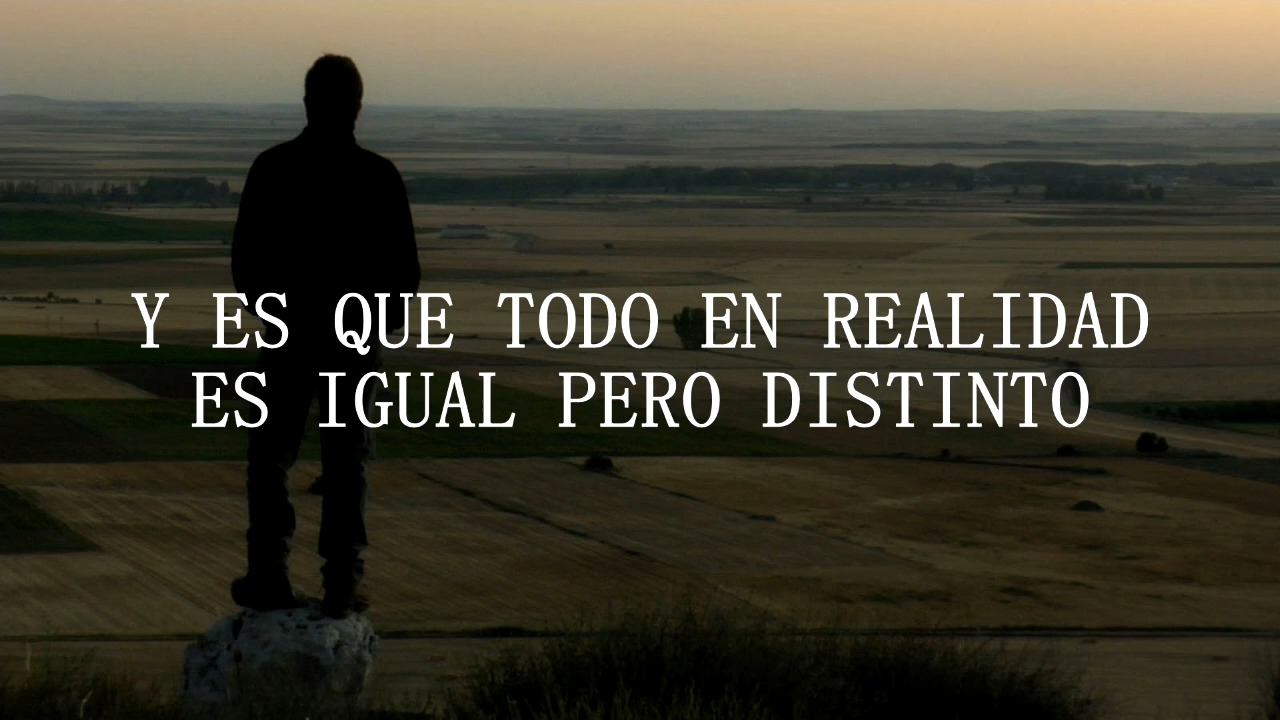 Y ES QUE TODO EN REALIDAD
ES IGUAL PERO DISTINTO